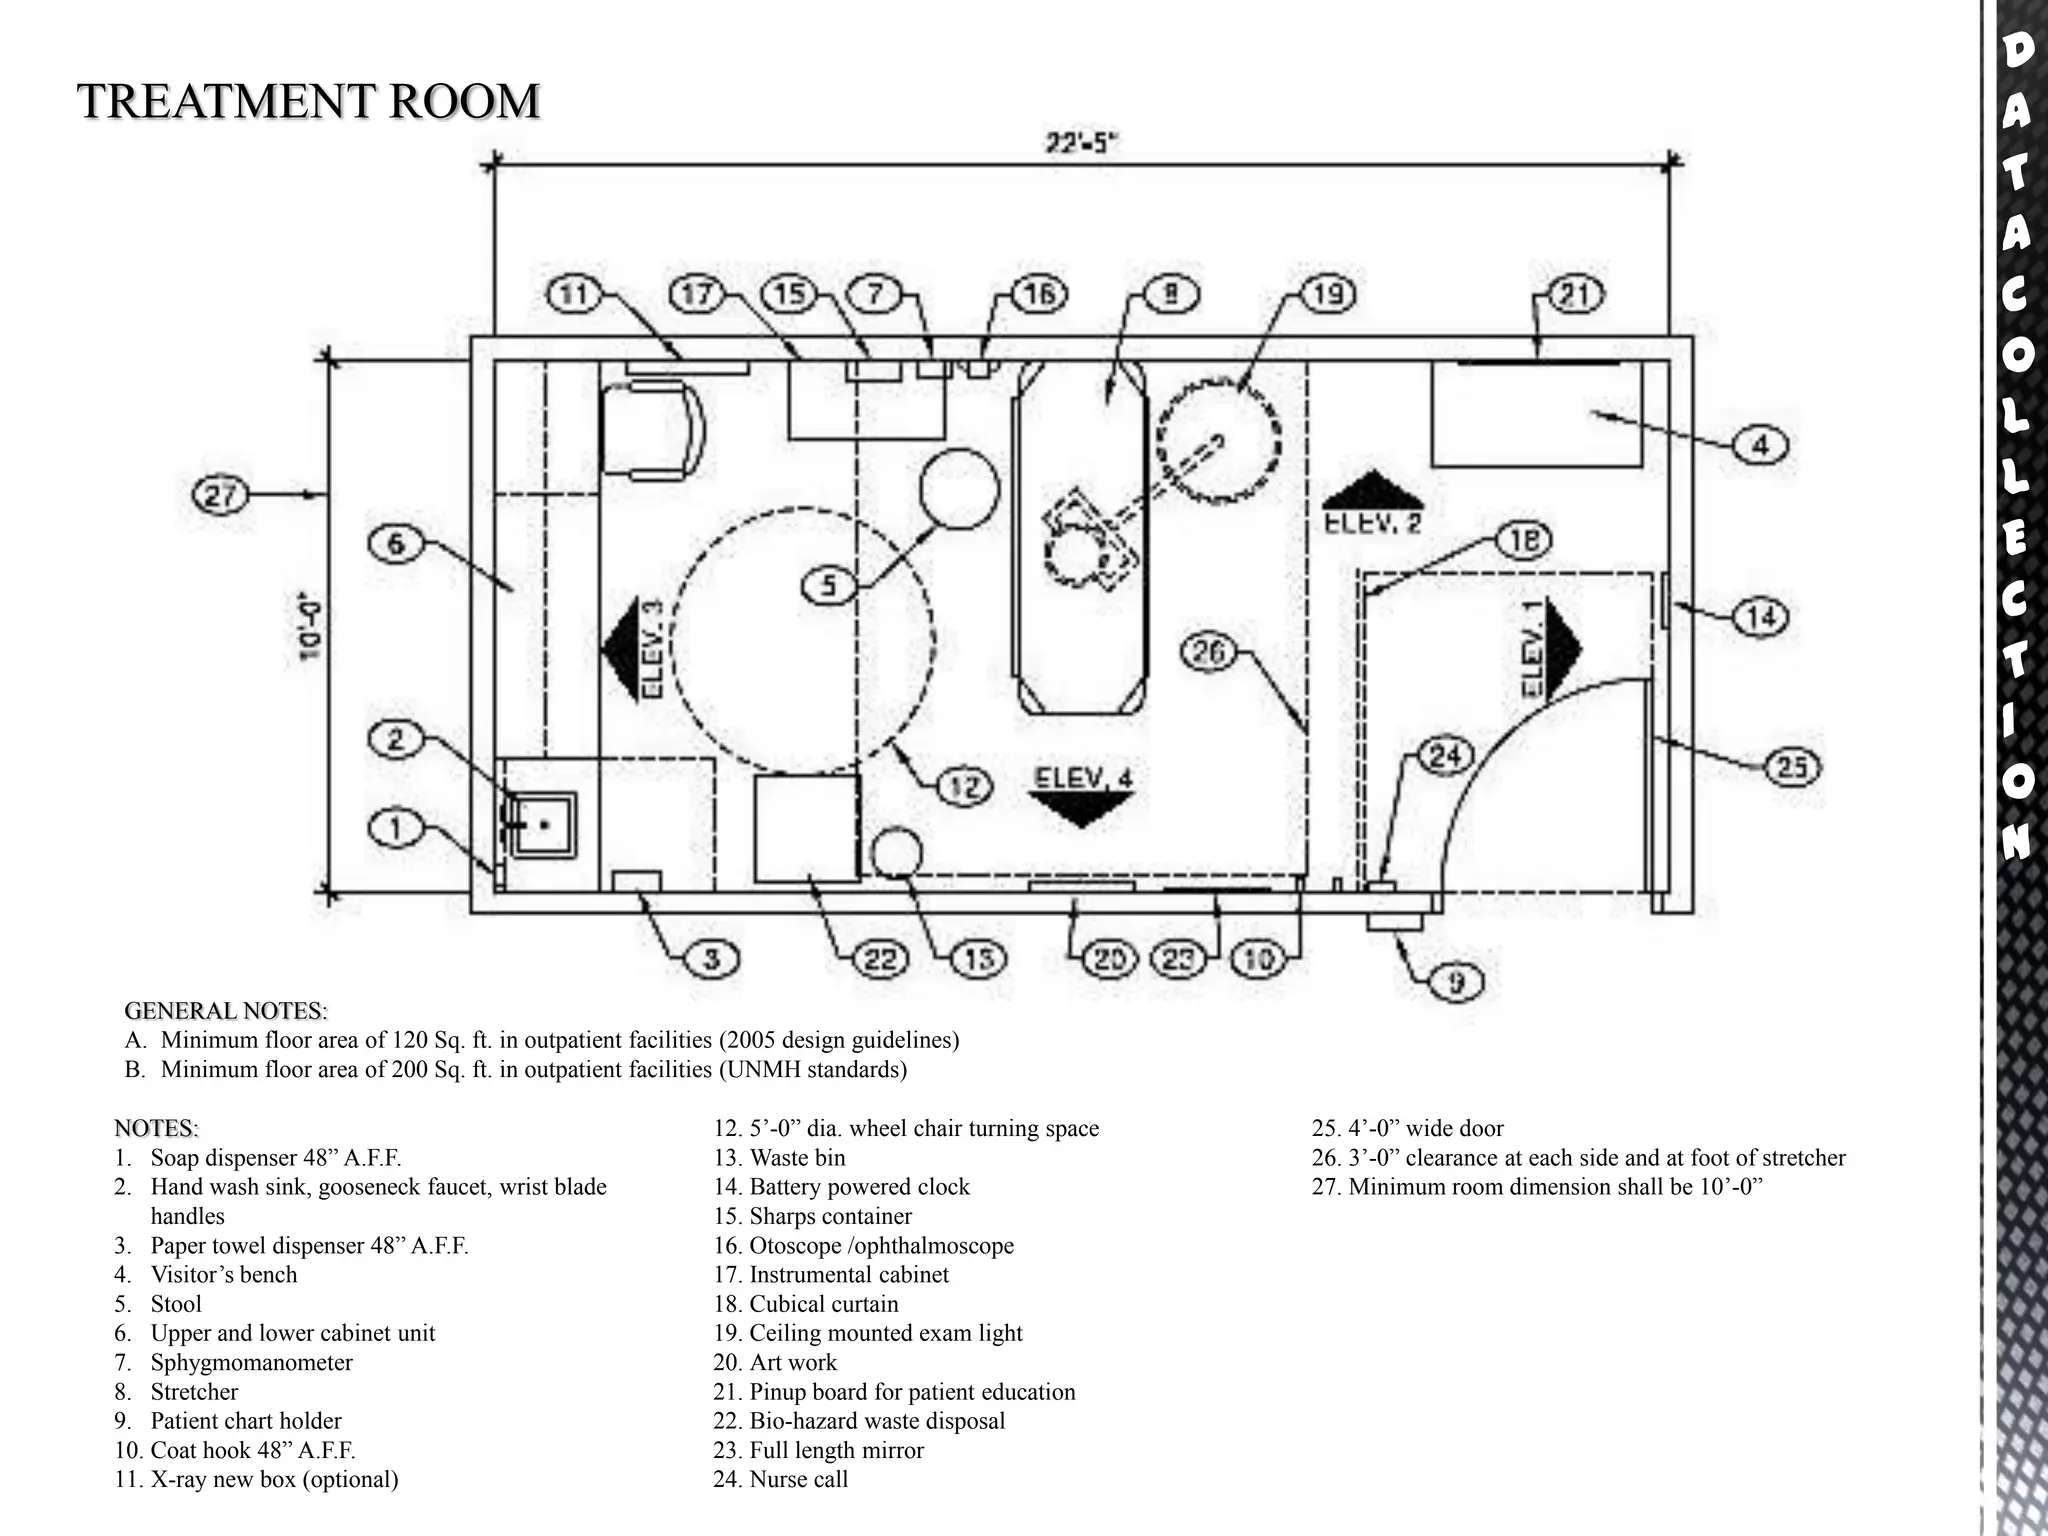 TREATMENT ROOM
22'-5"
11 17 15 7 16 8 19 21
4
27
ELEV. 2
6
18
5
10'-0"
ELEV. 3
ELEV. 1
14
26
2
24
25
12
ELEV. 4
1
3 22 13 20 23 10
9
GENERAL NOTES:
A. Minimum floor area of 120 Sq. ft. in outpatient facilities (2005 design guidelines)
B. Minimum floor area of 200 Sq. ft. in outpatient facilities (UNMH standards)
NOTES:
1. Soap dispenser 48” A.F.F.
2. Hand wash sink, gooseneck faucet, wrist blade
handles
3. Paper towel dispenser 48” A.F.F.
4. Visitor’s bench
5. Stool
6. Upper and lower cabinet unit
7. Sphygmomanometer
8. Stretcher
9. Patient chart holder
10. Coat hook 48” A.F.F.
11. X-ray new box (optional)
12. 5’-0” dia. wheel chair turning space
13. Waste bin
14. Battery powered clock
15. Sharps container
16. Otoscope /ophthalmoscope
17. Instrumental cabinet
18. Cubical curtain
19. Ceiling mounted exam light
20. Art work
21. Pinup board for patient education
22. Bio-hazard waste disposal
23. Full length mirror
24. Nurse call
25. 4’-0” wide door
26. 3’-0” clearance at each side and at foot of stretcher
27. Minimum room dimension shall be 10’-0”
DATACOLLECTION